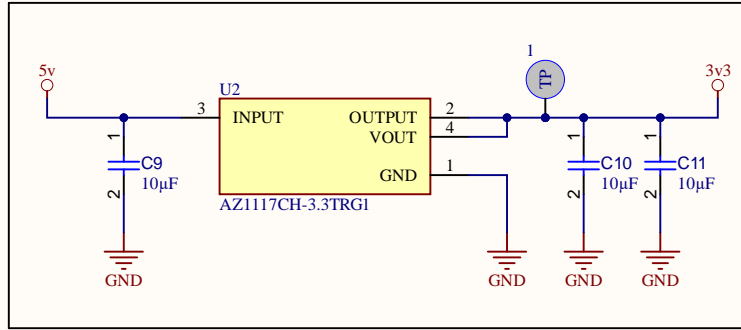 1
5v
3v3
TP
U2
3
INPUT
OUTPUT
2
VOUT
4
1
C9
2
10µF
GND
1
AZ1117CH-3.3TRG1
1
C10
2
10µF
1
C11
2
10µF
GND
GND
GND
GND